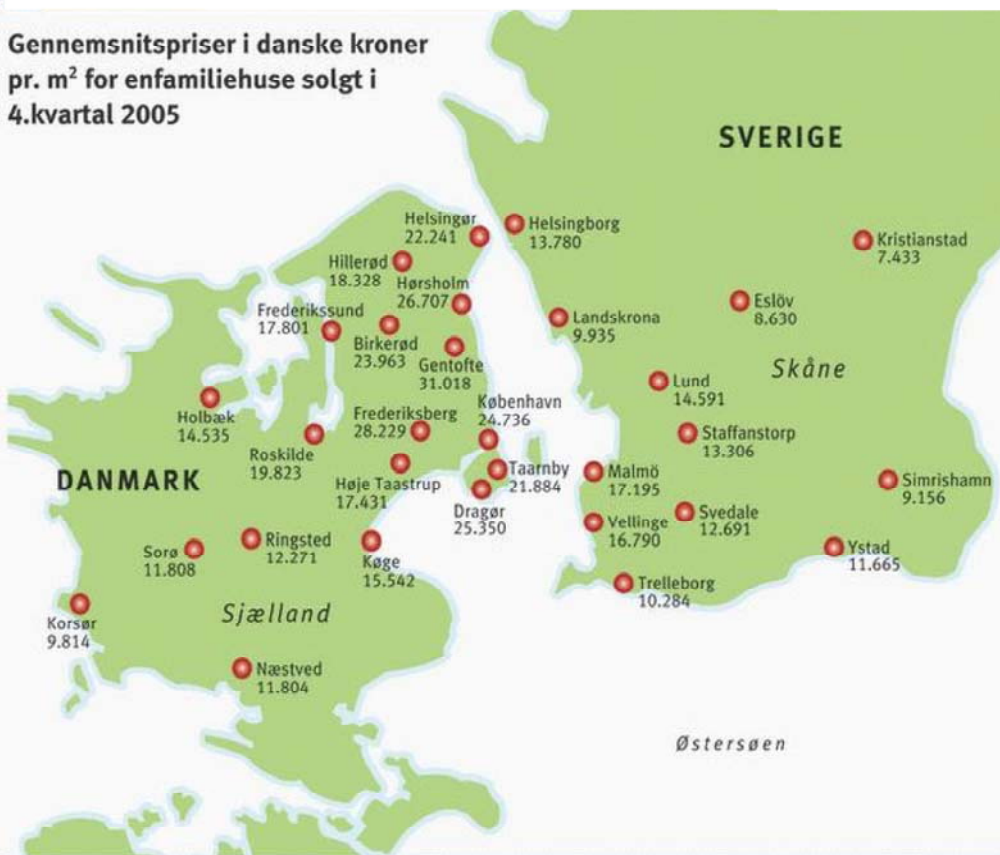 Gennemsnitspriser i danske kroner
pr. m² for enfamiliehuse solgt i
4.kvartal 2005
SVERIGE
Helsingør
22.241
Helsingborg
13.780
Kristianstad
7.433
Hillerød
18.328
Hørsholm
26.707
Frederikssund
17.801
Birkerød
23.963
Gentofte
31.018
Landskrona
9.935
Eslöv
8.630
Skåne
Lund
14.591
Holbæk
14.535
Roskilde
19.823
Frederiksberg
28.229
København
24.736
Staffanstorp
13.306
DANMARK
Høje Taastrup
17.431
Taarnby
21.884
Dragør
25.350
Malmö
17.195
Simrishamn
9.156
Vellinge
16.790
Svedale
12.691
Sorø
11.808
Ringsted
12.271
Køge
15.542
Ystad
11.665
Trelleborg
10.284
Korsør
9.814
Sjælland
Næstved
11.804
Østersøen